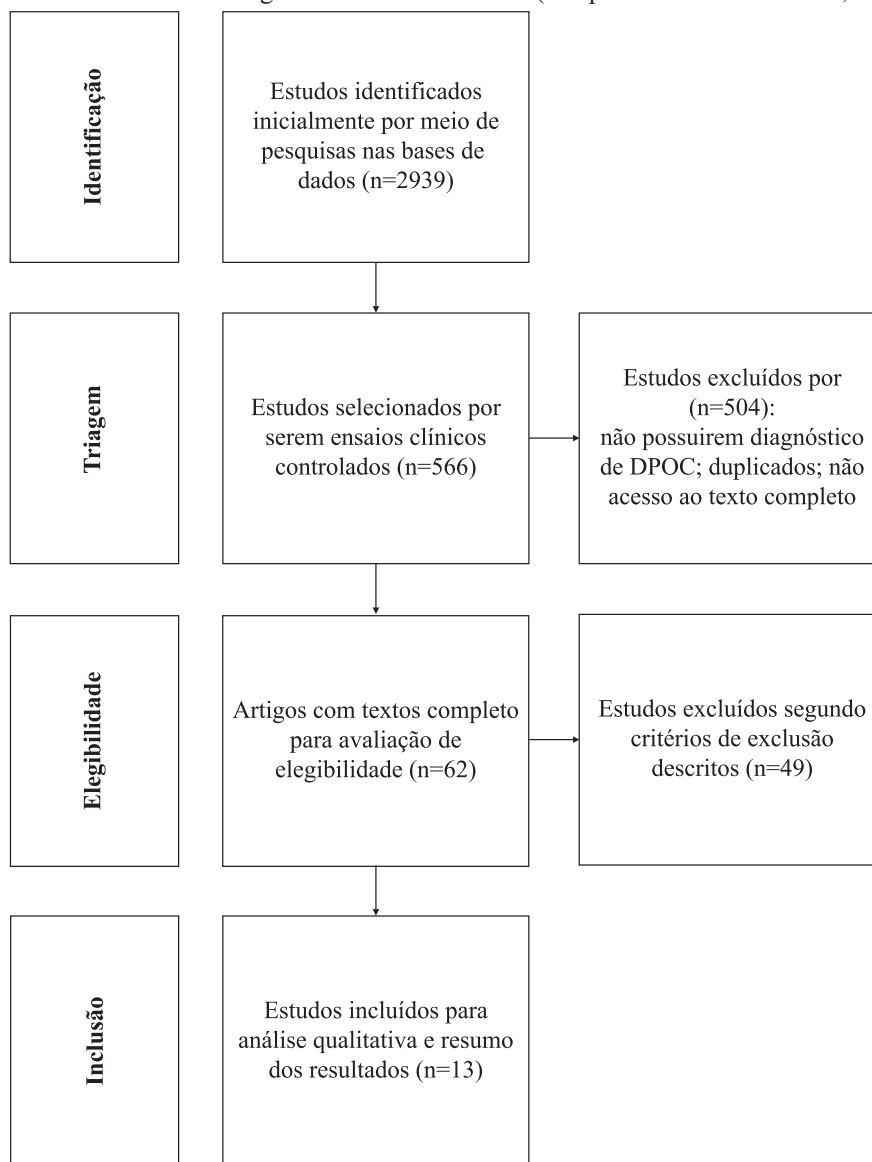 Identificação
Estudos identificados
inicialmente por meio de
pesquisas nas bases de
dados (n=2939)
Triagem
Estudos selecionados por
serem ensaios clínicos
controlados (n=566)
Estudos excluídos por
(n=504):
não possuirem diagnóstico
de DPOC; duplicados; não
acesso ao texto completo
Elegibilidade
Artigos com textos completo
para avaliação de
elegibilidade (n=62)
Estudos excluídos segundo
critérios de exclusão
descritos (n=49)
Inclusão
Estudos incluídos para
análise qualitativa e resumo
dos resultados (n=13)